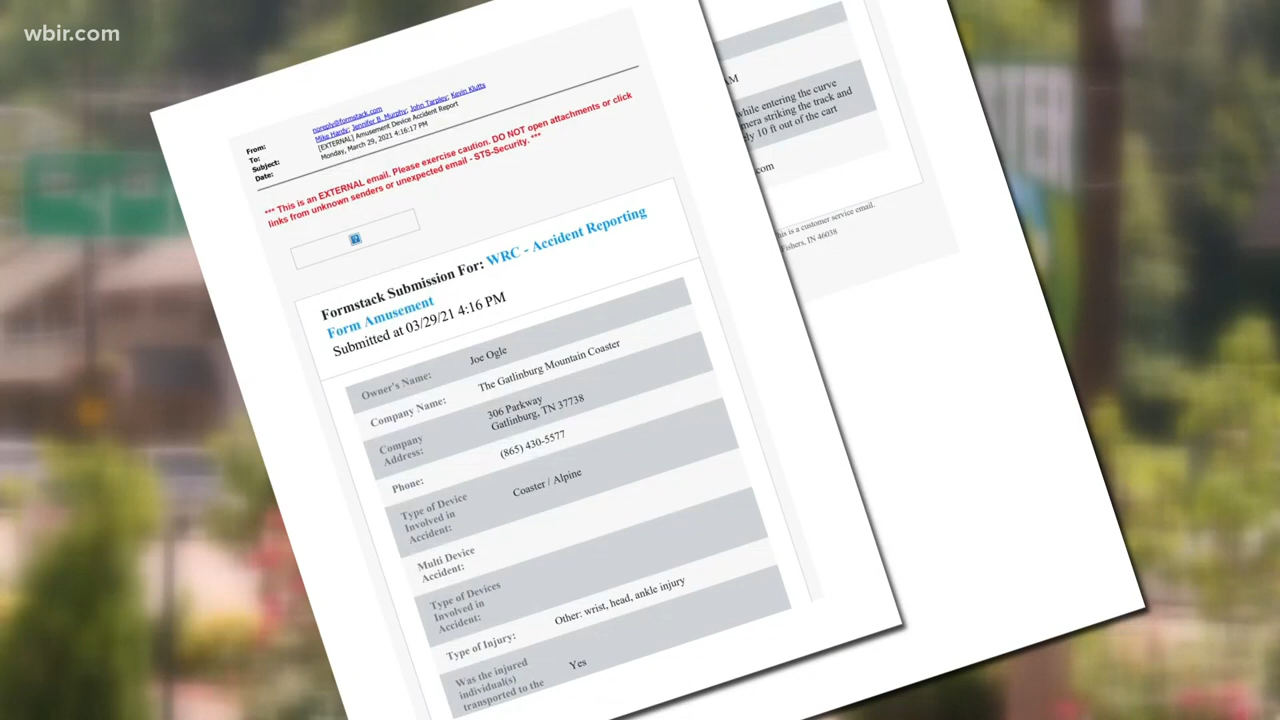 wbir.com
From:
noreply@formstack.com
To:
Mike Hardy; Jennifer B. Murphy; John Tarpley; Kevin Klutts
Subject:
[EXTERNAL] Amusement Device Accident Report
Date:
Monday, March 29, 2021 4:16:17 PM
*** This is an EXTERNAL email. Please exercise caution. DO NOT open attachments or click
links from unknown senders or unexpected email - STS-Security. ***
Formstack Submission For: WRC - Accident Reporting
Form Amusement
Submitted at 03/29/21 4:16 PM
Owner's Name: Joe Ogle
Company Name: The Gatlinburg Mountain Coaster
Company
Address:
306 Parkway
Gatlinburg, TN 37738
Phone: (865) 430-5577
Type of Device
Involved in
Accident:
Coaster / Alpine
Multi Device
Accident:
Type of Devices
Involved in
Accident:
Type of Injury: Other: wrist, head, ankle injury
Was the injured
individual(s)
transported to the
Yes
AM
while entering the curve
striking the track and
10 ft out of the cart
com
this is a customer service email.
Fishers, IN 46038